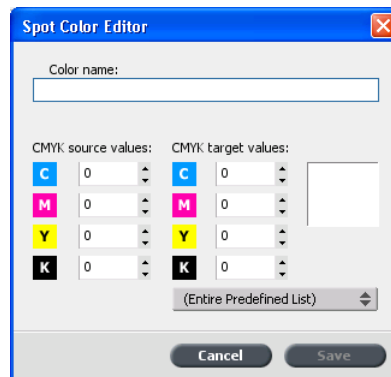 Spot Color Editor
Color name:
CMYK source values: CMYK target values:
C 0 C 0
M 0 M 0
Y 0 Y 0
K 0 K 0
(Entire Predefined List)
Cancel Save